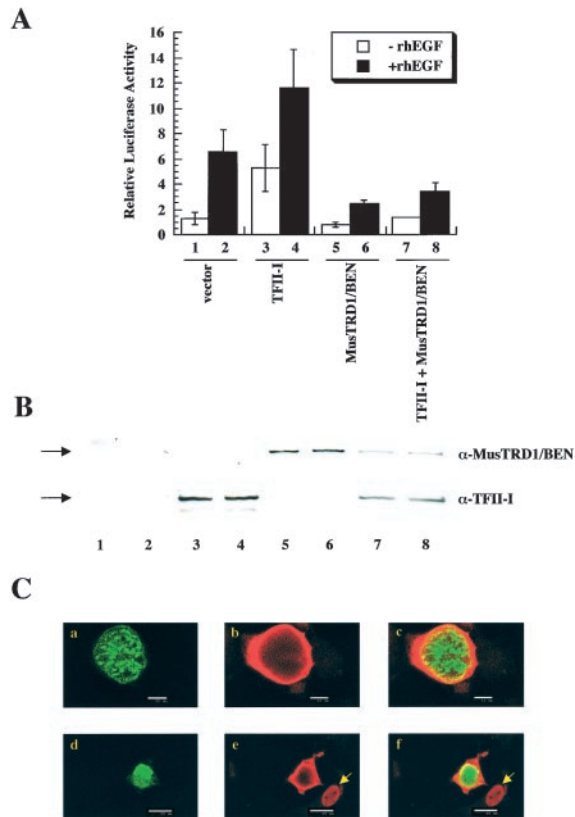 A
Relative Luciferase Activity
16
14
12
10
8
6
4
2
0
- rhEGF
+rhEGF
1 2 3 4 5 6 7 8
vector
TFII-I
MusTRD1/BEN
TFII-I + MusTRD1/BEN
B
α-MusTRD1/BEN
α-TFII-I
1 2 3 4 5 6 7 8
C
a b c
d e f